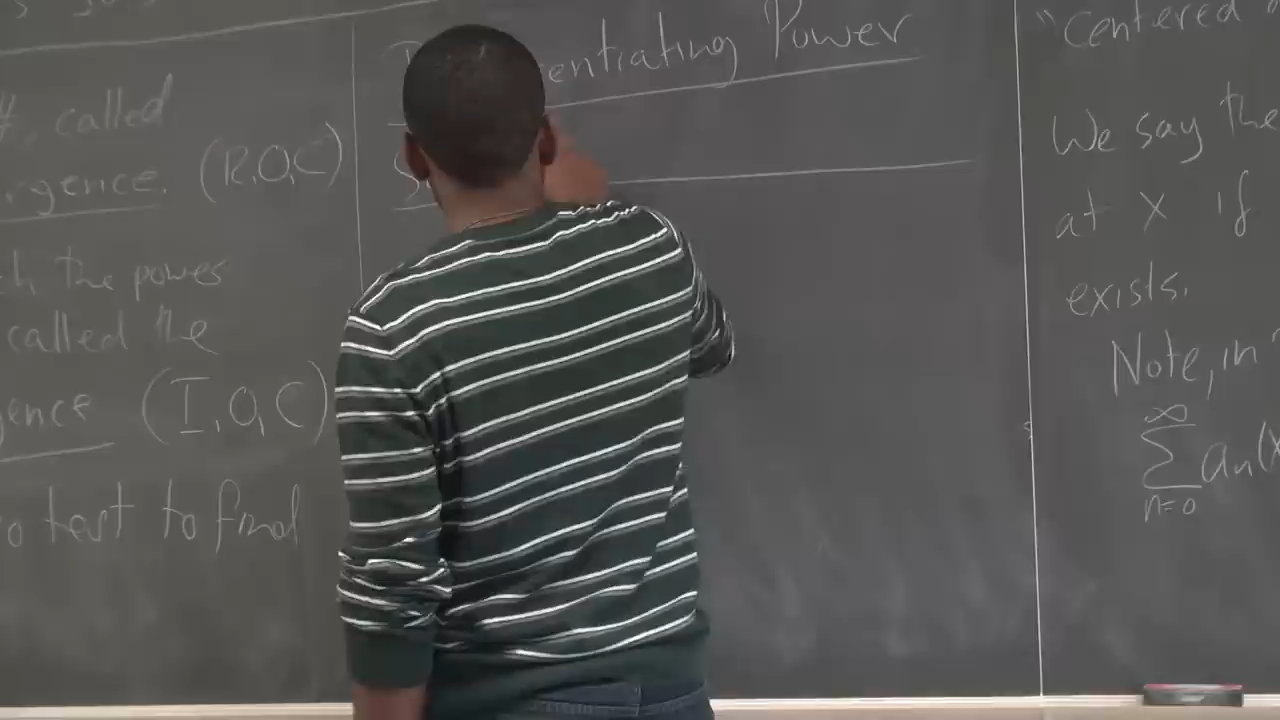 #, called
rgence. (R.O.C)
ch the power
called the
gence (I.O.C)
o test to find
entiating Power
S
"Centered
We say the
at X if
exists.
Note, in "
∞
Σ an(x
n=0